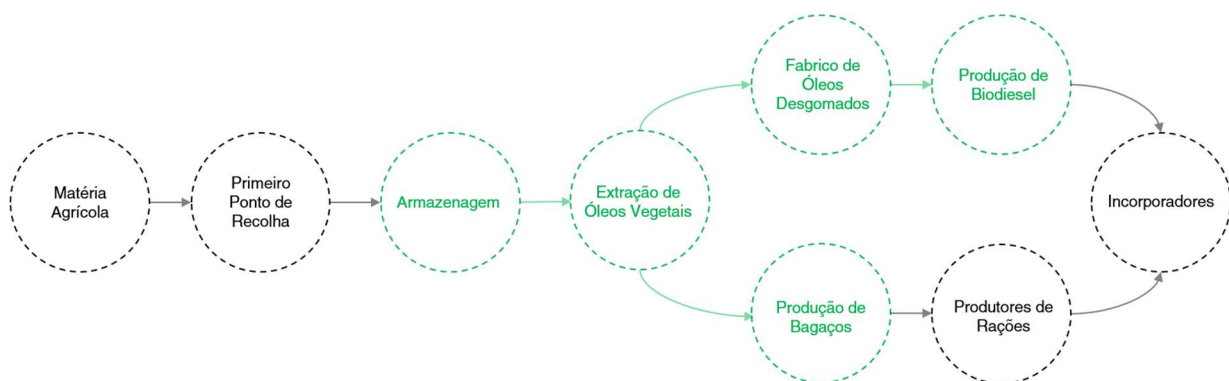 Matéria
Agrícola
Primeiro
Ponto de
Recolha
Armazenagem
Extração de
Óleos Vegetais
Fabrico de
Óleos
Desgomados
Produção de
Biodiesel
Produção de
Bagaços
Produtores de
Rações
Incorporadores